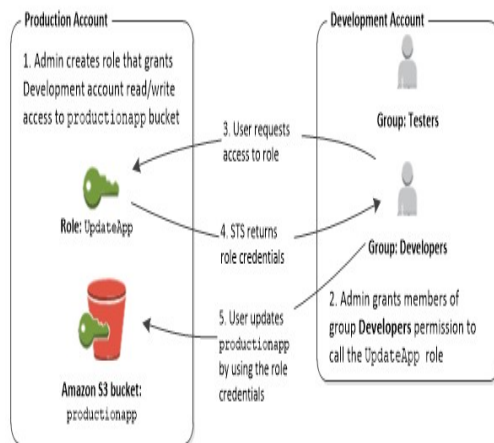 Production Account
1. Admin creates role that grants
Development account read/write
access to productionapp bucket
Role: UpdateApp
Amazon S3 bucket:
productionapp
3. User requests
access to role
4. STS returns
role credentials
5. User updates
productionapp
by using the role
credentials
Development Account
Group: Testers
Group: Developers
2. Admin grants members of
group Developers permission to
call the UpdateApp role